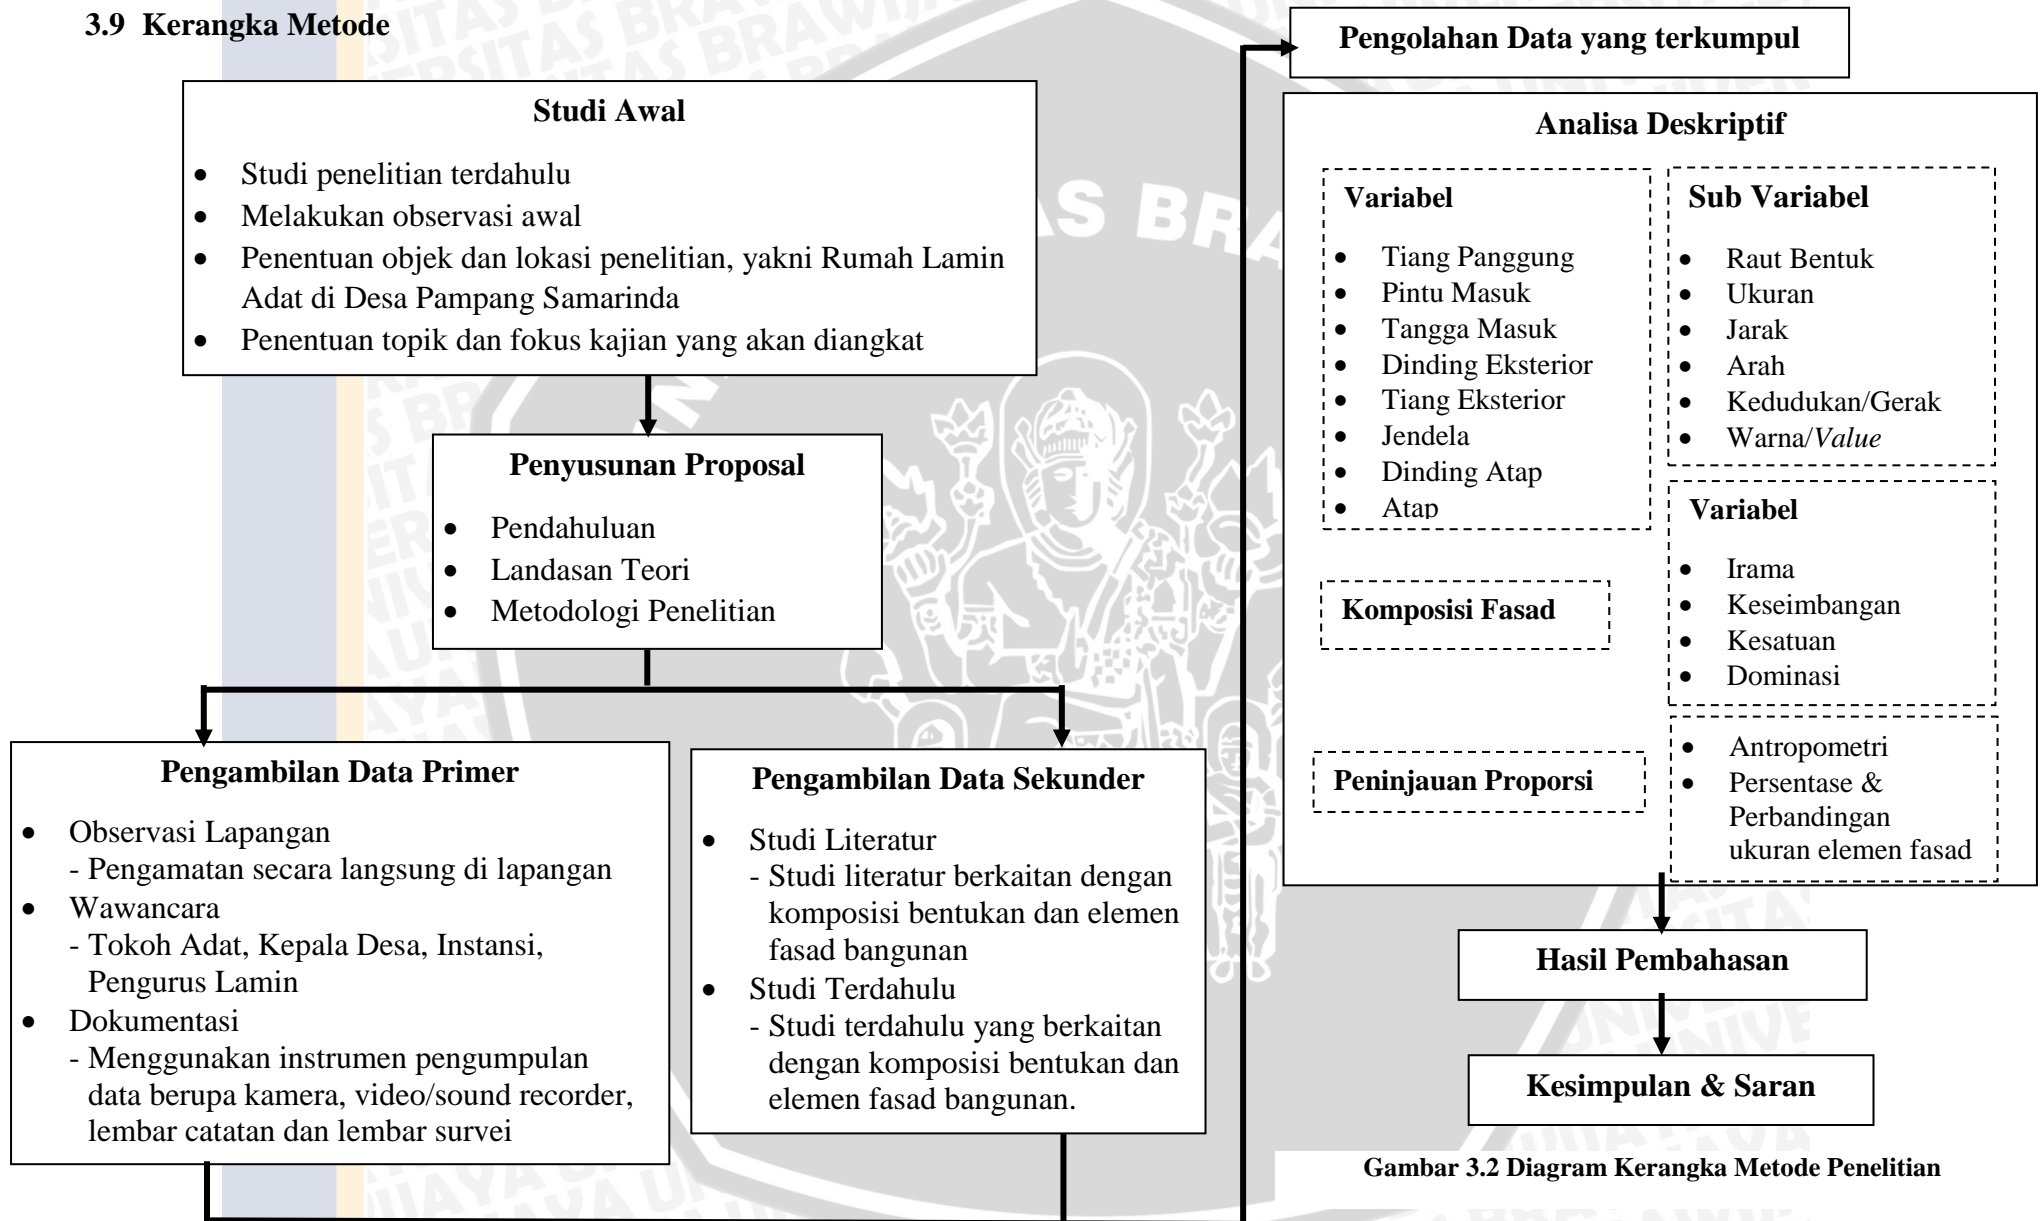 3.9 Kerangka Metode
Studi Awal
• Studi penelitian terdahulu
• Melakukan observasi awal
• Penentuan objek dan lokasi penelitian, yakni Rumah Lamin
Adat di Desa Pampang Samarinda
• Penentuan topik dan fokus kajian yang akan diangkat
Penyusunan Proposal
• Pendahuluan
• Landasan Teori
• Metodologi Penelitian
Pengambilan Data Primer
• Observasi Lapangan
- Pengamatan secara langsung di lapangan
• Wawancara
- Tokoh Adat, Kepala Desa, Instansi,
Pengurus Lamin
• Dokumentasi
- Menggunakan instrumen pengumpulan
data berupa kamera, video/sound recorder,
lembar catatan dan lembar survei
Pengambilan Data Sekunder
• Studi Literatur
- Studi literatur berkaitan dengan
komposisi bentukan dan elemen
fasad bangunan
• Studi Terdahulu
- Studi terdahulu yang berkaitan
dengan komposisi bentukan dan
elemen fasad bangunan.
Pengolahan Data yang terkumpul
Analisa Deskriptif
Variabel
• Tiang Panggung
• Pintu Masuk
• Tangga Masuk
• Dinding Eksterior
• Tiang Eksterior
• Jendela
• Dinding Atap
• Atap
Sub Variabel
• Raut Bentuk
• Ukuran
• Jarak
• Arah
• Kedudukan/Gerak
• Warna/Value
Komposisi Fasad
Variabel
• Irama
• Keseimbangan
• Kesatuan
• Dominasi
Peninjauan Proporsi
• Antropometri
• Persentase &
Perbandingan
ukuran elemen fasad
Hasil Pembahasan
Kesimpulan & Saran
Gambar 3.2 Diagram Kerangka Metode Penelitian